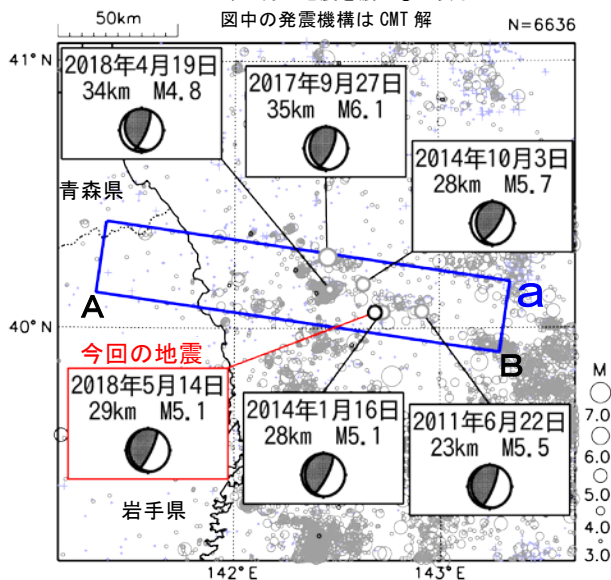 50km
図中の発震機構は CMT 解
N=6636
41°N
2018年4月19日
34km M4.8
2017年9月27日
35km M6.1
2014年10月3日
28km M5.7
青森県
a
A
40°N
B
今回の地震
2018年5月14日
29km M5.1
2014年1月16日
28km M5.1
2011年6月22日
23km M5.5
岩手県
M
7.0
6.0
5.0
4.0
3.0
142°E
143°E